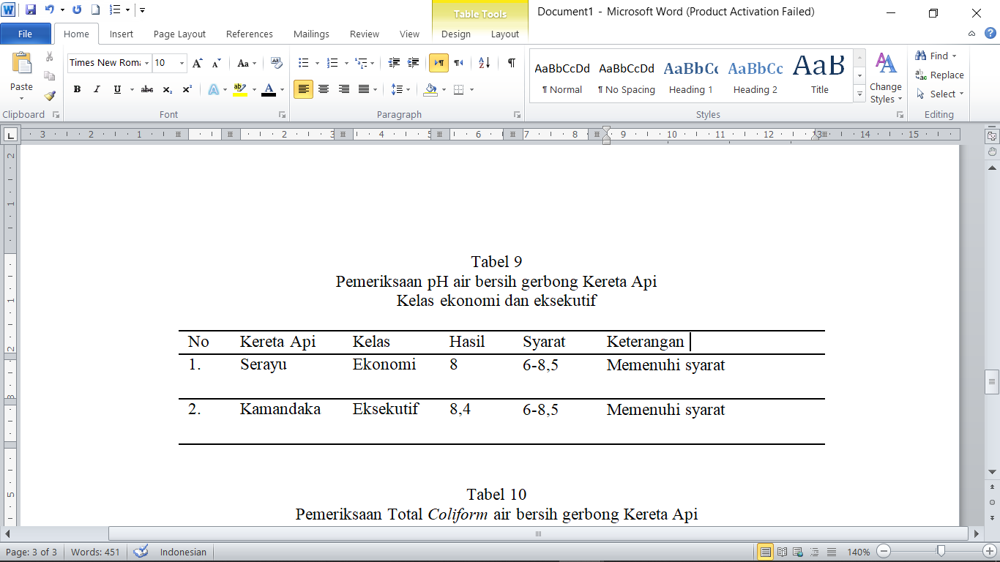 Table Tools
Document1 - Microsoft Word (Product Activation Failed)
File Home Insert Page Layout References Mailings Review View Design Layout
Times New Roma 10
Paste
Clipboard
Font
Paragraph
AaBbCcDd AaBbCcDd AaBbCc AaBbCc AaB
¶ Normal ¶ No Spacing Heading 1 Heading 2 Title
Change Styles
Styles
Find
Replace
Select
Editing
3 2 1 2 3 4 5 6 7 8 9 10 11 12 13 14 15
Tabel 9
Pemeriksaan pH air bersih gerbong Kereta Api
Kelas ekonomi dan eksekutif
No Kereta Api Kelas Hasil Syarat Keterangan
1. Serayu Ekonomi 8 6-8,5 Memenuhi syarat
2. Kamandaka Eksekutif 8,4 6-8,5 Memenuhi syarat
Tabel 10
Pemeriksaan Total Coliform air bersih gerbong Kereta Api
Page: 3 of 3 Words: 451 Indonesian 140%